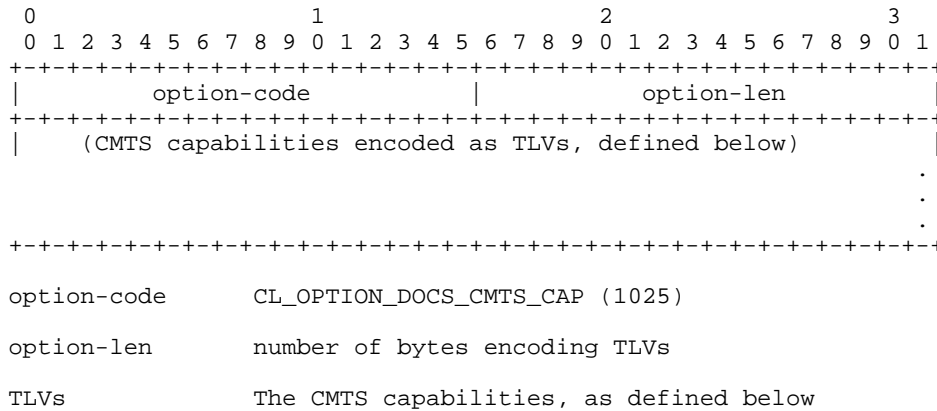 0                   1                   2                   3
 0 1 2 3 4 5 6 7 8 9 0 1 2 3 4 5 6 7 8 9 0 1 2 3 4 5 6 7 8 9 0 1
+-+-+-+-+-+-+-+-+-+-+-+-+-+-+-+-+-+-+-+-+-+-+-+-+-+-+-+-+-+-+-+-+
|         option-code           |           option-len          |
+-+-+-+-+-+-+-+-+-+-+-+-+-+-+-+-+-+-+-+-+-+-+-+-+-+-+-+-+-+-+-+-+
|    (CMTS capabilities encoded as TLVs, defined below)         |
                                                               .
                                                               .
                                                               .
+-+-+-+-+-+-+-+-+-+-+-+-+-+-+-+-+-+-+-+-+-+-+-+-+-+-+-+-+-+-+-+-+
option-code      CL_OPTION_DOCS_CMTS_CAP (1025)
option-len       number of bytes encoding TLVs
TLVs             The CMTS capabilities, as defined below